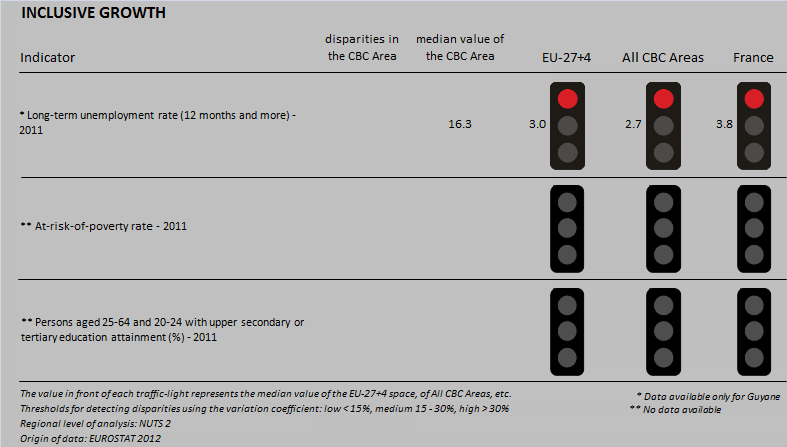 INCLUSIVE GROWTH
disparities in the CBC Area
median value of the CBC Area
Indicator
EU-27+4
All CBC Areas
France
* Long-term unemployment rate (12 months and more) -
2011
16.3
3.0
2.7
3.8
** At-risk-of-poverty rate - 2011
** Persons aged 25-64 and 20-24 with upper secondary or
tertiary education attainment (%) - 2011
The value in front of each traffic-light represents the median value of the EU-27+4 space, of All CBC Areas, etc.
* Data available only for Guyane
Thresholds for detecting disparities using the variation coefficient: low < 15%, medium 15 - 30%, high > 30%
** No data available
Regional level of analysis: NUTS 2
Origin of data: EUROSTAT 2012